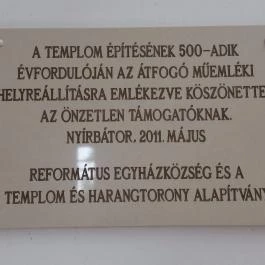 A TEMPLOM ÉPÍTÉSÉNEK 500-ADIK
ÉVFORDULÓJÁN AZ ÁTFOGÓ MŰEMLÉKI
HELYREÁLLÍTÁSRA EMLÉKEZVE KÖSZÖNETTE
AZ ÖNZETLEN TÁMOGATÓKNAK.
NYÍRBÁTOR, 2011. MÁJUS
REFORMÁTUS EGYHÁZKÖZSÉG ÉS A
TEMPLOM ÉS HARANGTORONY ALAPÍTVÁNY